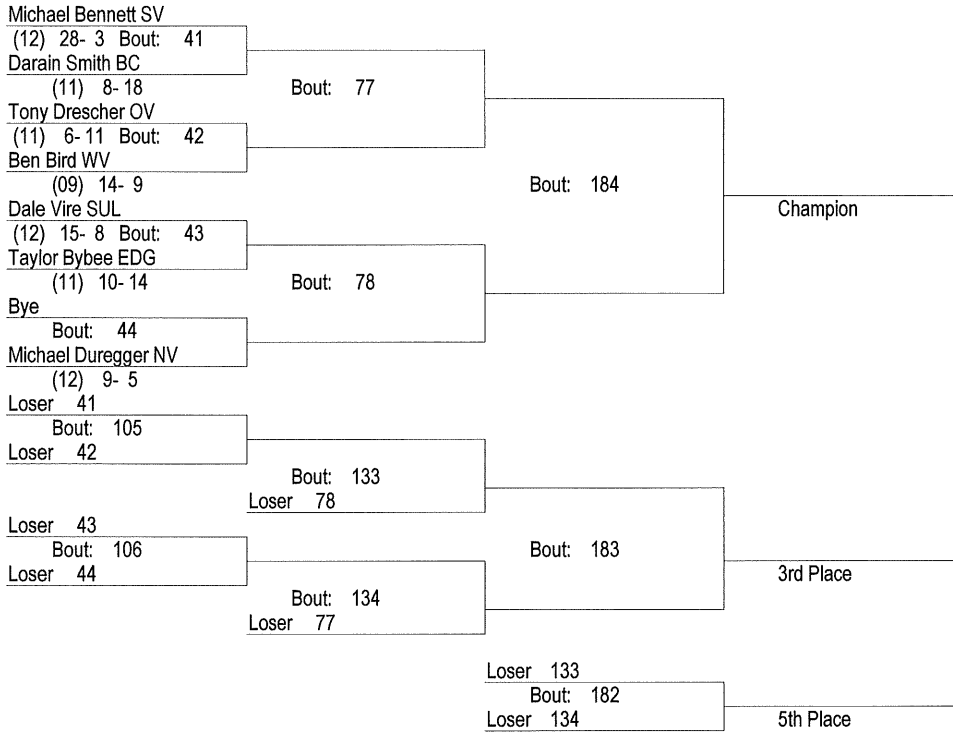 Michael Bennett SV
(12) 28- 3 Bout: 41
Darain Smith BC
(11) 8- 18
Bout: 77
Tony Drescher OV
(11) 6- 11 Bout: 42
Ben Bird WV
(09) 14- 9
Bout: 184
Dale Vire SUL
Champion
(12) 15- 8 Bout: 43
Taylor Bybee EDG
(11) 10- 14
Bout: 78
Bye
Bout: 44
Michael Duregger NV
(12) 9- 5
Loser 41
Bout: 105
Loser 42
Bout: 133
Loser 78
Loser 43
Bout: 106
Bout: 183
Loser 44
3rd Place
Bout: 134
Loser 77
Loser 133
Bout: 182
Loser 134
5th Place